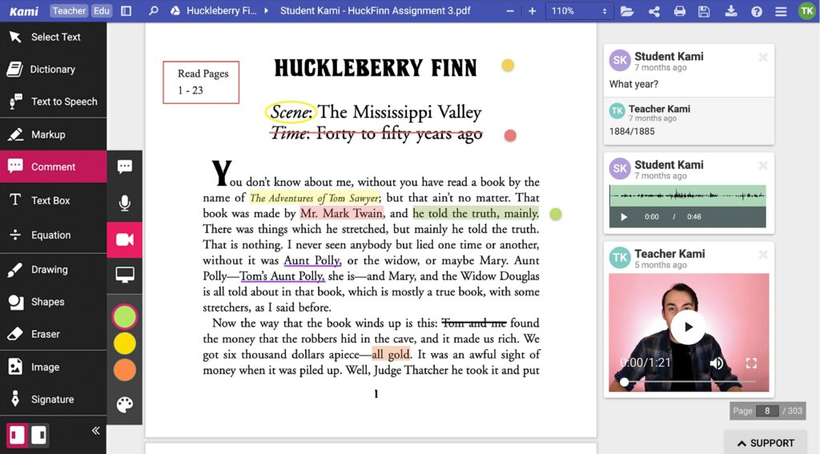 Kami Teacher Edu Huckleberry Fi... Student Kami - HuckFinn Assignment 3.pdf 110%
Select Text
Dictionary
Text to Speech
Markup
Comment
Text Box
Equation
Drawing
Shapes
Eraser
Image
Signature
Read Pages
1 - 23
HUCKLEBERRY FINN
Scene: The Mississippi Valley
Time: Forty to fifty years ago
You don't know about me, without you have read a book by the
name of The Adventures of Tom Sawyer; but that ain't no matter. That
book was made by Mr. Mark Twain, and he told the truth, mainly.
There was things which he stretched, but mainly he told the truth.
That is nothing. I never seen anybody but lied one time or another,
without it was Aunt Polly, or the widow, or maybe Mary. Aunt
Polly—Tom's Aunt Polly, she is—and Mary, and the Widow Douglas
is all told about in that book, which is mostly a true book, with some
stretchers, as I said before.
Now the way that the book winds up is this: Tom and me found
the money that the robbers hid in the cave, and it made us rich. We
got six thousand dollars apiece—all gold. It was an awful sight of
money when it was piled up. Well, Judge Thatcher he took it and put
1
TK
SK Student Kami
7 months ago
What year?
TK Teacher Kami
7 months ago
1884/1885
SK Student Kami
7 months ago
0:00 / 0:46
TK Teacher Kami
5 months ago
0:00/1:21
Page 8 / 303
SUPPORT